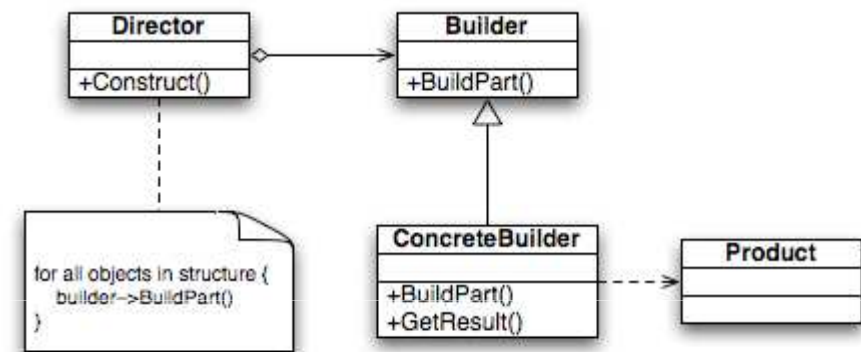 Director
+Construct()
Builder
+BuildPart()
for all objects in structure {
builder->BuildPart()
}
ConcreteBuilder
+BuildPart()
+GetResult()
Product